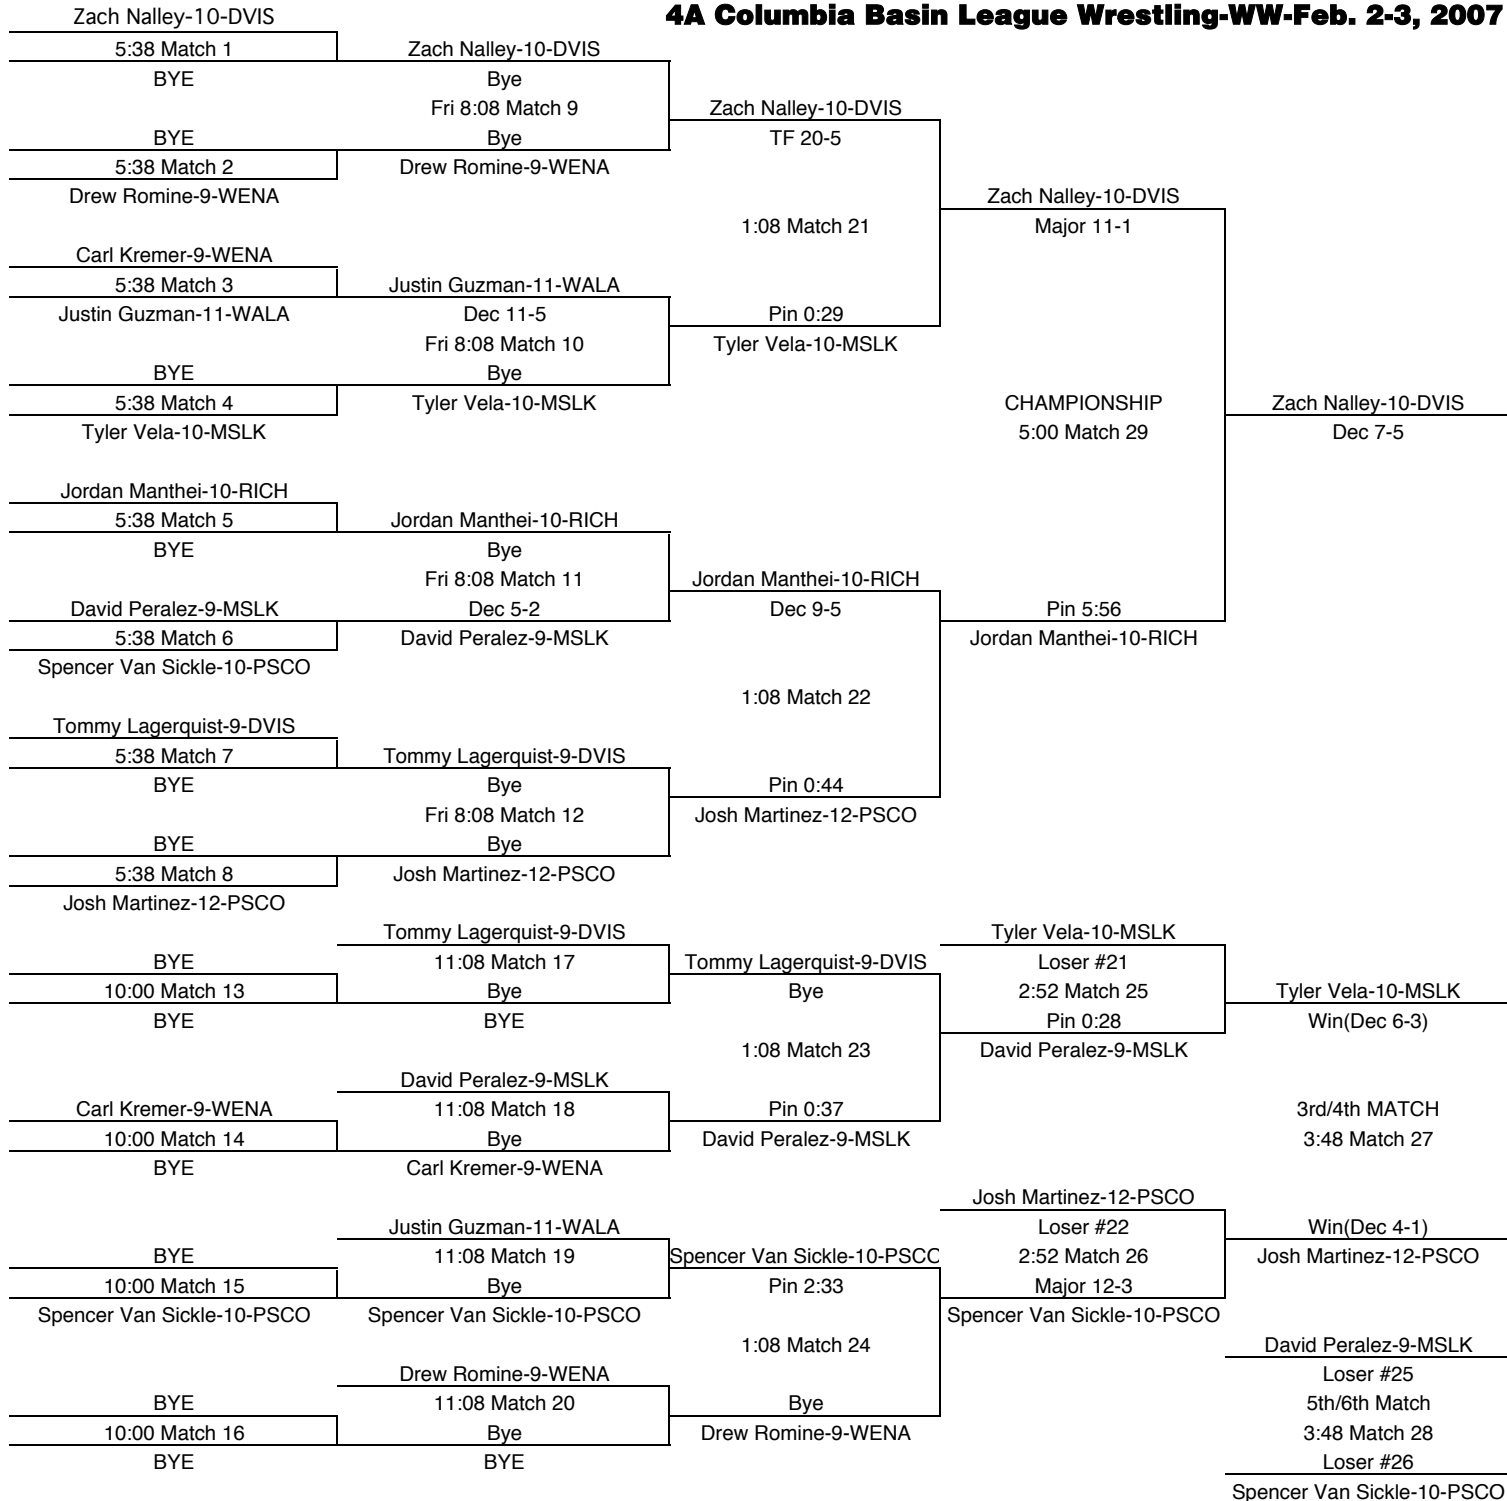 4A Columbia Basin League Wrestling-WW-Feb. 2-3, 2007
Zach Nalley-10-DVIS
5:38 Match 1
BYE
BYE
5:38 Match 2
Drew Romine-9-WENA
Carl Kremer-9-WENA
5:38 Match 3
Justin Guzman-11-WALA
BYE
5:38 Match 4
Tyler Vela-10-MSLK
Jordan Manthei-10-RICH
5:38 Match 5
BYE
David Peralez-9-MSLK
5:38 Match 6
Spencer Van Sickle-10-PSCO
Tommy Lagerquist-9-DVIS
5:38 Match 7
BYE
BYE
5:38 Match 8
Josh Martinez-12-PSCO
Zach Nalley-10-DVIS
Bye
Fri 8:08 Match 9
Bye
Drew Romine-9-WENA
Justin Guzman-11-WALA
Dec 11-5
Fri 8:08 Match 10
Bye
Tyler Vela-10-MSLK
Jordan Manthei-10-RICH
Bye
Fri 8:08 Match 11
Dec 5-2
David Peralez-9-MSLK
Tommy Lagerquist-9-DVIS
Bye
Fri 8:08 Match 12
Bye
Josh Martinez-12-PSCO
Zach Nalley-10-DVIS
TF 20-5
1:08 Match 21
Pin 0:29
Tyler Vela-10-MSLK
Jordan Manthei-10-RICH
Dec 9-5
1:08 Match 22
Pin 0:44
Josh Martinez-12-PSCO
Zach Nalley-10-DVIS
Major 11-1
CHAMPIONSHIP
5:00 Match 29
Pin 5:56
Jordan Manthei-10-RICH
Zach Nalley-10-DVIS
Dec 7-5
BYE
10:00 Match 13
BYE
Carl Kremer-9-WENA
10:00 Match 14
BYE
BYE
10:00 Match 15
Spencer Van Sickle-10-PSCO
BYE
10:00 Match 16
BYE
Tommy Lagerquist-9-DVIS
11:08 Match 17
Bye
BYE
David Peralez-9-MSLK
11:08 Match 18
Bye
Carl Kremer-9-WENA
Justin Guzman-11-WALA
11:08 Match 19
Bye
Spencer Van Sickle-10-PSCO
Drew Romine-9-WENA
11:08 Match 20
Bye
BYE
Tommy Lagerquist-9-DVIS
Bye
1:08 Match 23
Pin 0:37
David Peralez-9-MSLK
Spencer Van Sickle-10-PSCO
Pin 2:33
1:08 Match 24
Bye
Drew Romine-9-WENA
Tyler Vela-10-MSLK
Loser #21
2:52 Match 25
Pin 0:28
David Peralez-9-MSLK
Josh Martinez-12-PSCO
Loser #22
2:52 Match 26
Major 12-3
Spencer Van Sickle-10-PSCO
Tyler Vela-10-MSLK
Win(Dec 6-3)
3rd/4th MATCH
3:48 Match 27
Win(Dec 4-1)
Josh Martinez-12-PSCO
David Peralez-9-MSLK
Loser #25
5th/6th Match
3:48 Match 28
Loser #26
Spencer Van Sickle-10-PSCO